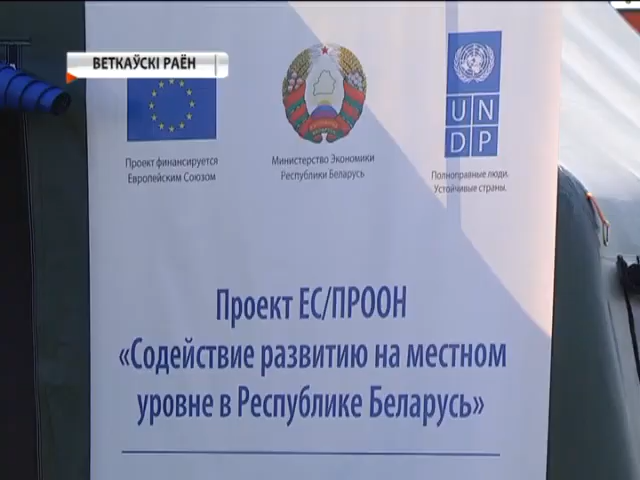 ВЕТКАЎСКІ РАЁН
Проект финансируется
Европейским Союзом
Министерство Экономики
Республики Беларусь
UN
DP
Полноправные люди.
Устойчивые страны.
Проект ЕС/ПРООН
«Содействие развитию на местном
уровне в Республике Беларусь»